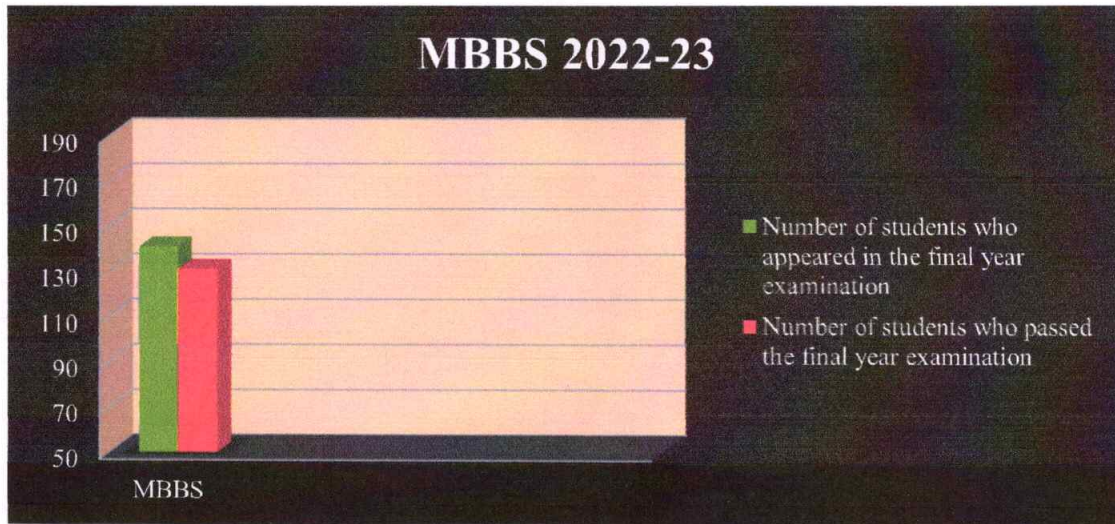 MBBS 2022-23
190
170
150
130
110
90
70
50
MBBS
Number of students who
appeared in the final year
examination
Number of students who passed
the final year examination